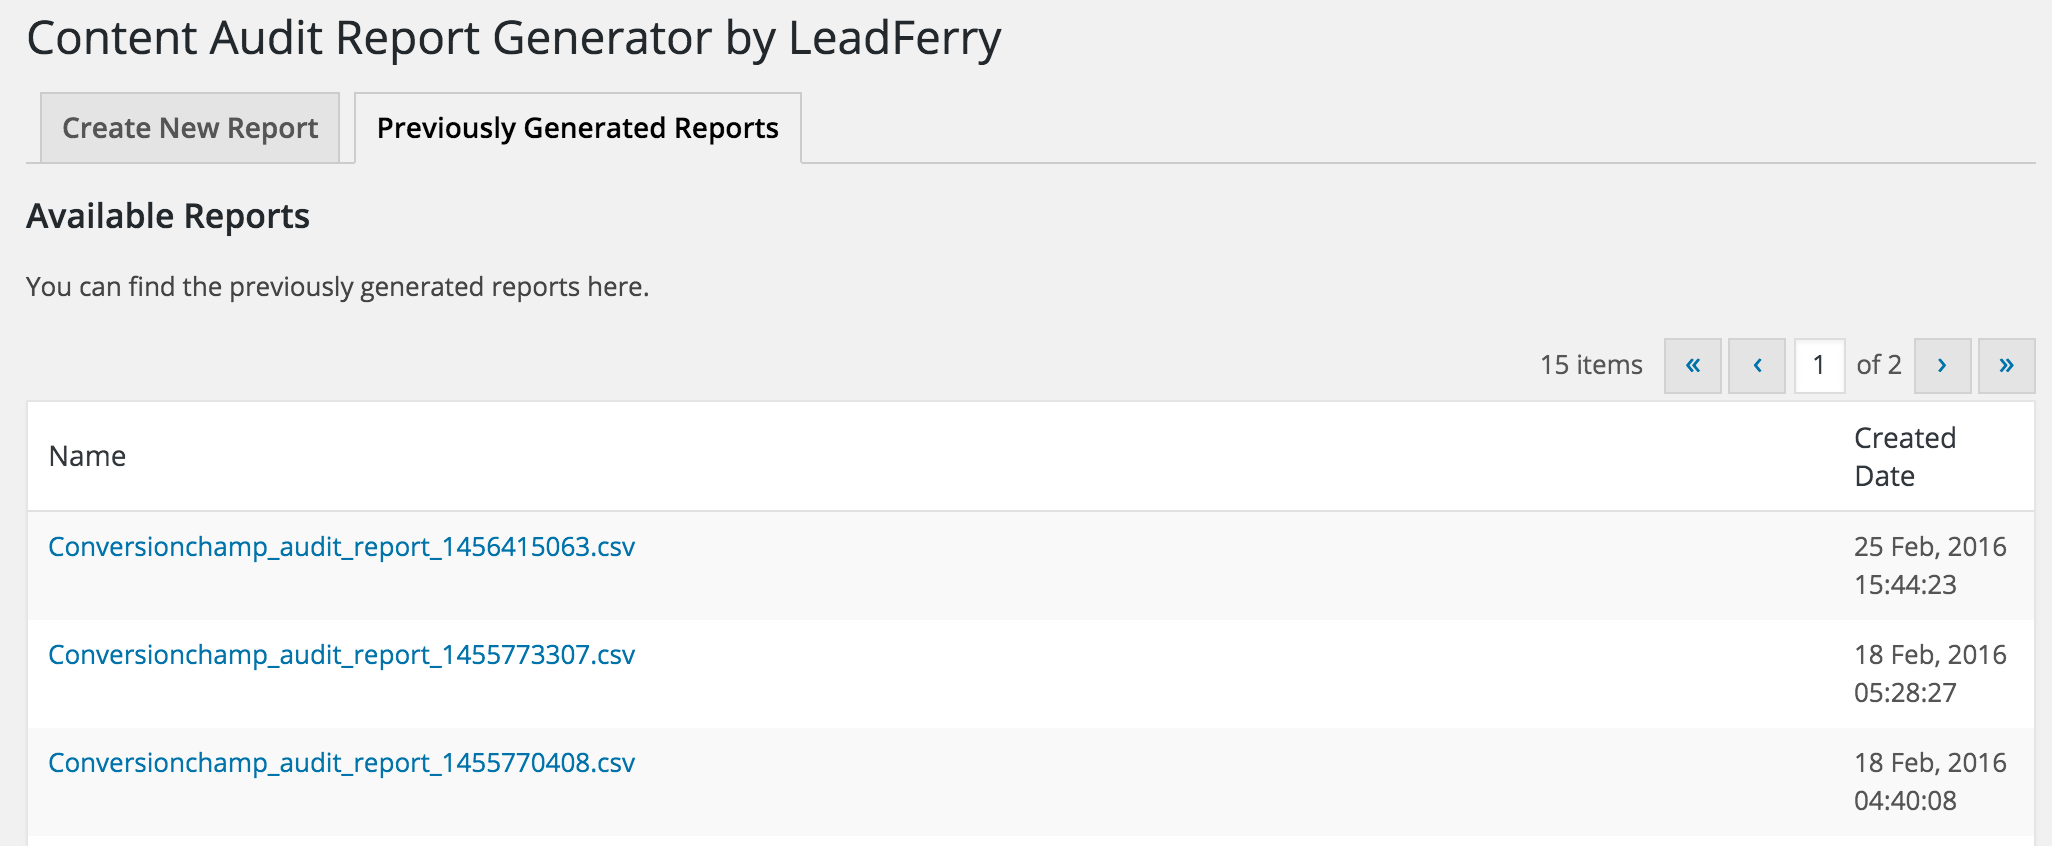 Content Audit Report Generator by LeadFerry
Create New Report
Previously Generated Reports
Available Reports
You can find the previously generated reports here.
15 items « ‹ 1 of 2 › »
Name
Created
Date
Conversionchamp_audit_report_1456415063.csv
25 Feb, 2016
15:44:23
Conversionchamp_audit_report_1455773307.csv
18 Feb, 2016
05:28:27
Conversionchamp_audit_report_1455770408.csv
18 Feb, 2016
04:40:08